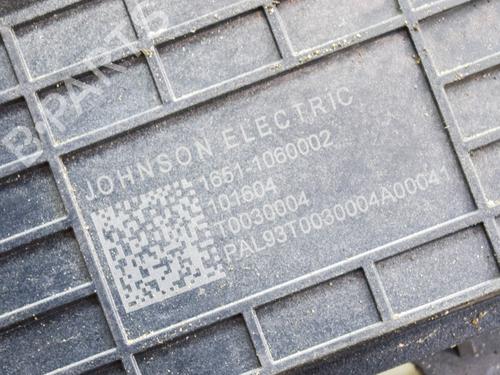 B-PARTS
JOHNSON ELECTRIC
1651-1060002
101604
T0030004
PAL93T0030004A00041